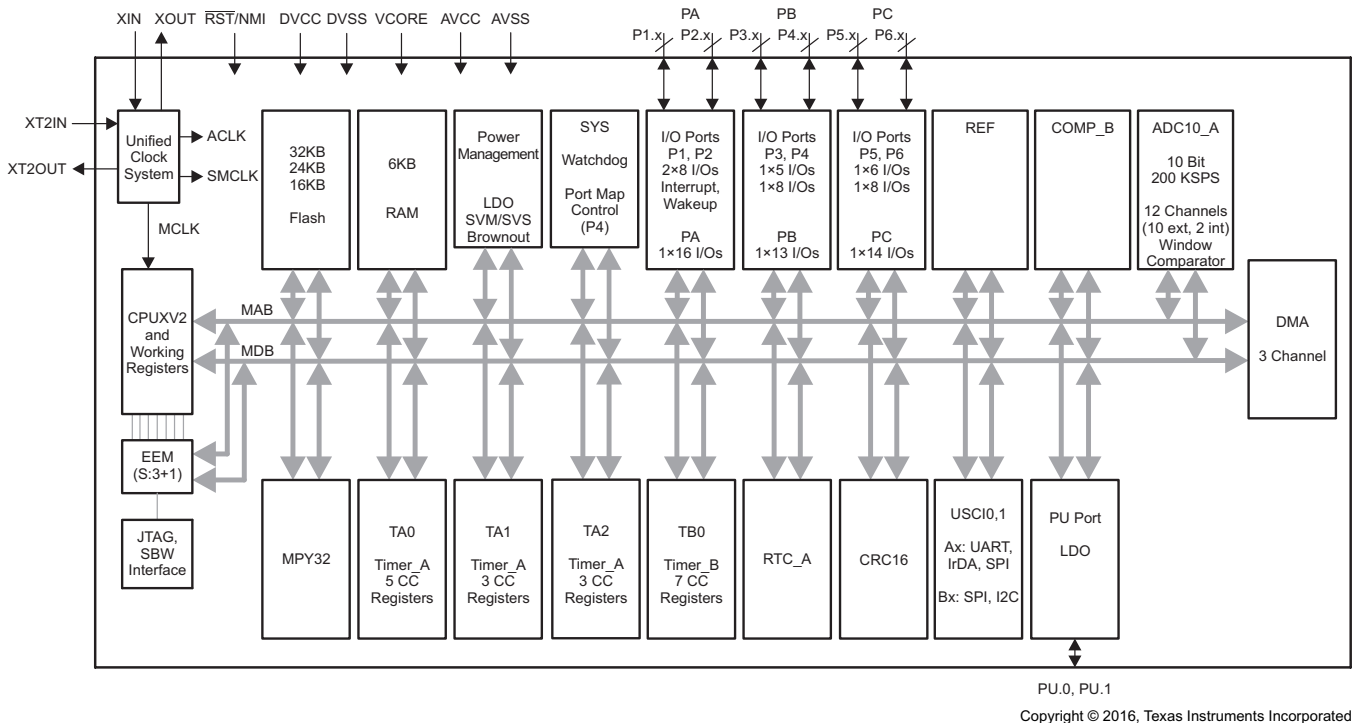 XIN XOUT RST/NMI DVCC DVSS VCORE AVCC AVSS
PA PB PC
P1.x P2.x P3.x P4.x P5.x P6.x
XT2IN
XT2OUT
Unified
Clock
System
ACLK
SMCLK
MCLK
32KB
24KB
16KB
Flash
6KB
RAM
Power
Management
LDO
SVM/SVS
Brownout
SYS
Watchdog
Port Map
Control
(P4)
I/O Ports
P1, P2
2×8 I/Os
Interrupt,
Wakeup
PA
1×16 I/Os
I/O Ports
P3, P4
1×5 I/Os
1×8 I/Os
PB
1×13 I/Os
I/O Ports
P5, P6
1×6 I/Os
1×8 I/Os
PC
1×14 I/Os
REF
COMP_B
ADC10_A
10 Bit
200 KSPS
12 Channels
(10 ext, 2 int)
Window
Comparator
CPUXV2
and
Working
Registers
MAB
MDB
DMA
3 Channel
EEM
(S:3+1)
JTAG,
SBW
Interface
MPY32
TA0
Timer_A
5 CC
Registers
TA1
Timer_A
3 CC
Registers
TA2
Timer_A
3 CC
Registers
TB0
Timer_B
7 CC
Registers
RTC_A
CRC16
USCI0,1
Ax: UART,
IrDA, SPI
Bx: SPI, I2C
PU Port
LDO
PU.0, PU.1
Copyright © 2016, Texas Instruments Incorporated